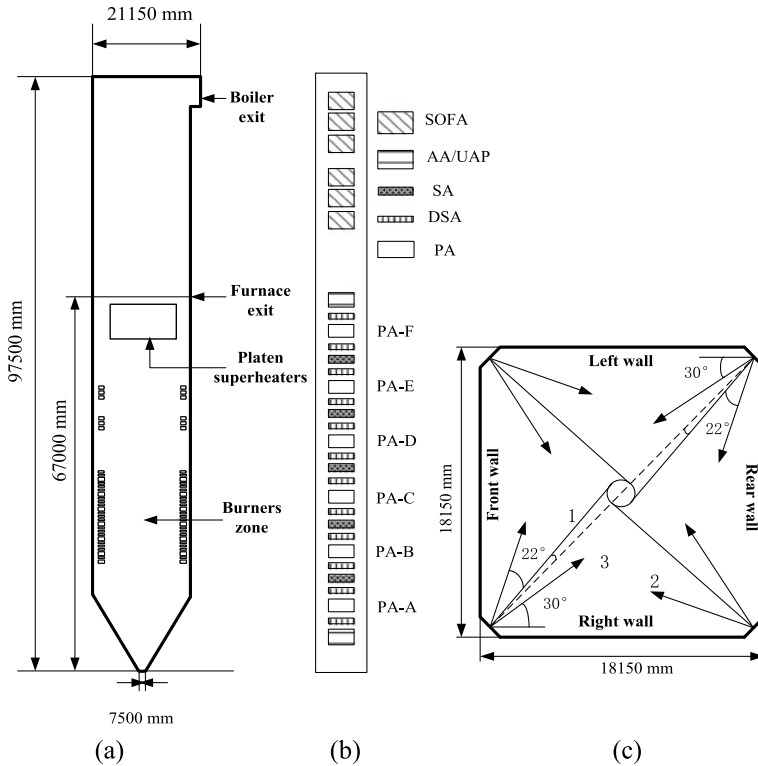 21150 mm
Boiler
exit
97500 mm
67000 mm
Furnace
exit
Platen
superheaters
Burners
zone
7500 mm
(a)
SOFA
AA/UAP
SA
DSA
PA
PA-F
PA-E
PA-D
PA-C
PA-B
PA-A
(b)
Left wall
30°
22°
Front wall
Rear wall
18150 mm
1
22°
3
2
30°
Right wall
18150 mm
(c)